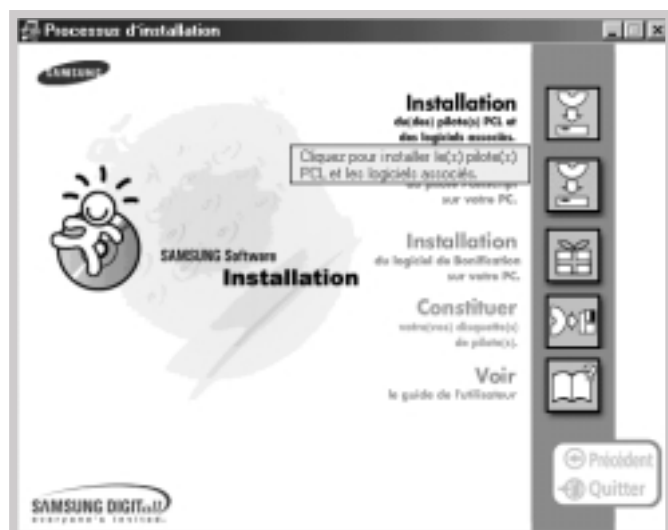 Processus d'installation
SAMSUNG
Installation
de(des) pilote(s) PCL et
des logiciels associés.
Cliquez pour installer le(s) pilote(s)
PCL et les logiciels associés.
sur votre PC.
SAMSUNG Software
Installation
Installation
du logiciel de Bonification
sur votre PC.
Constituer
votre(vos) disquette(s)
de pilote(s).
Voir
le guide de l'utilisateur
Précédent
Quitter
SAMSUNG DIGITall
everyone's invited.